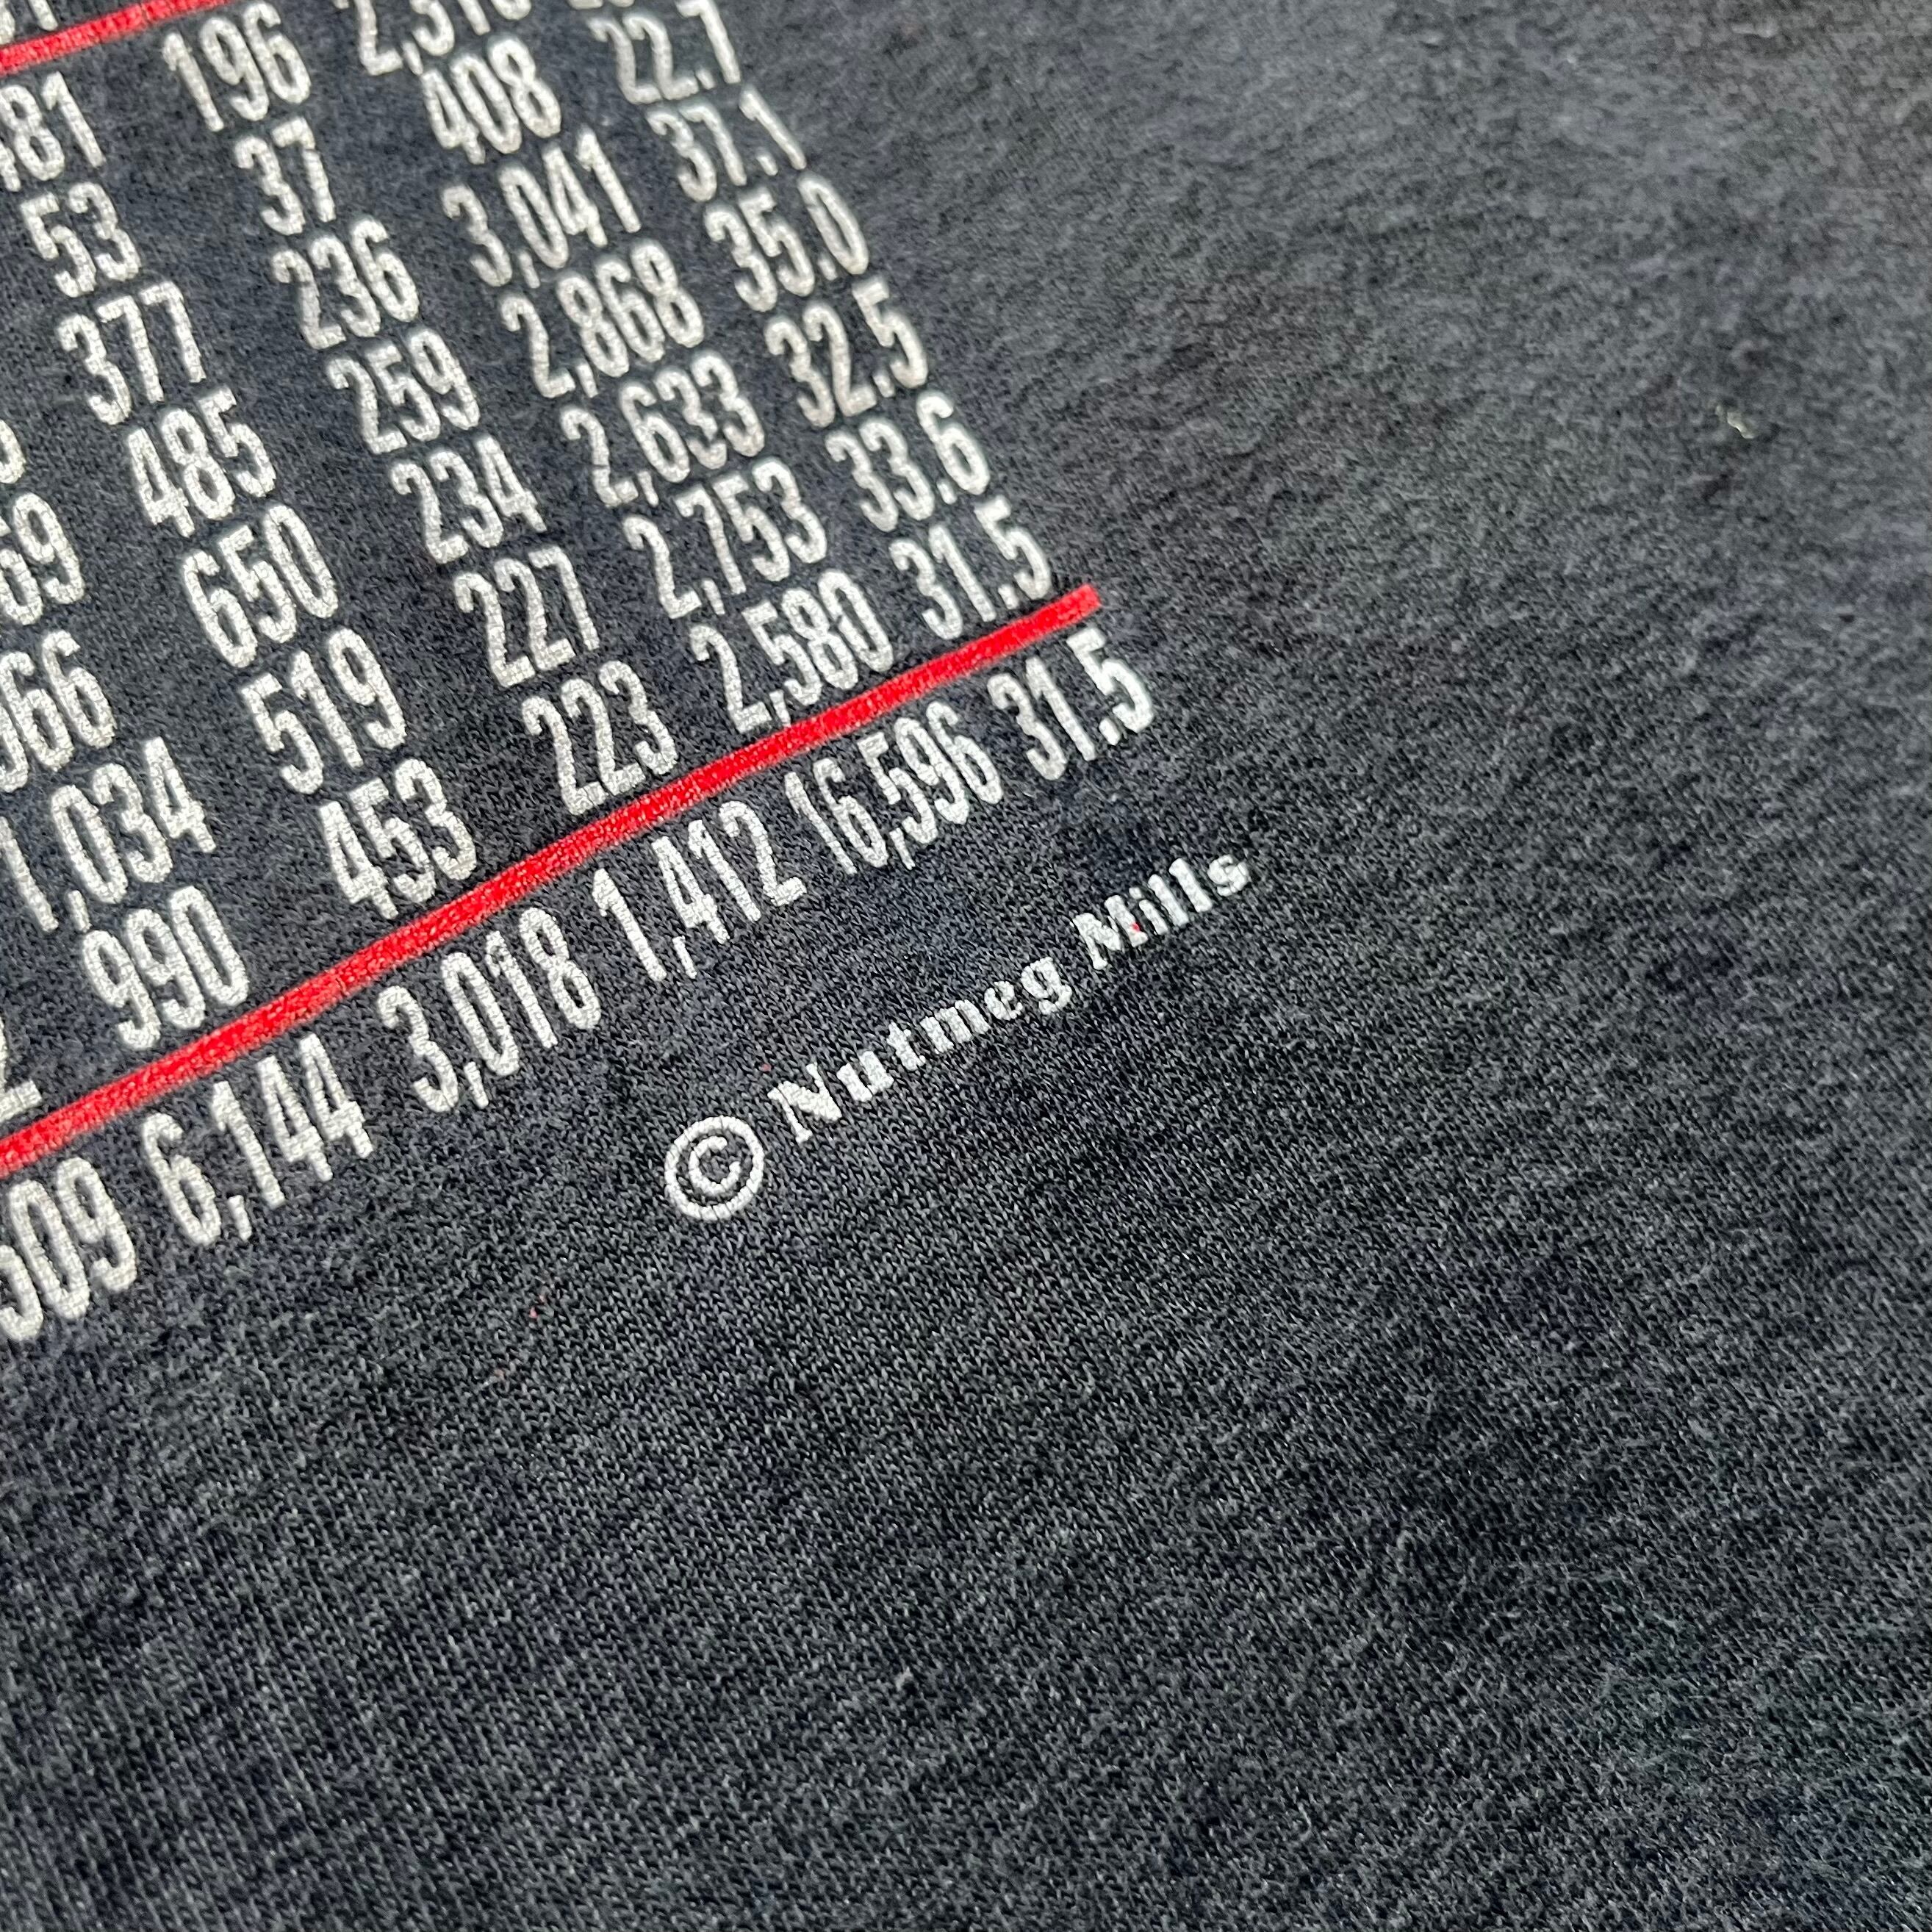 196
53 37 408 22.7
377 236 3,041 37.1
485 259 2,868 35.0
650 234 2,633 32.5
1,034 519 227 2,753 33.6
990 453 223 2,580 31.5
6,144 3,018 1,412 16,596 31.5
© Nutmeg Mills